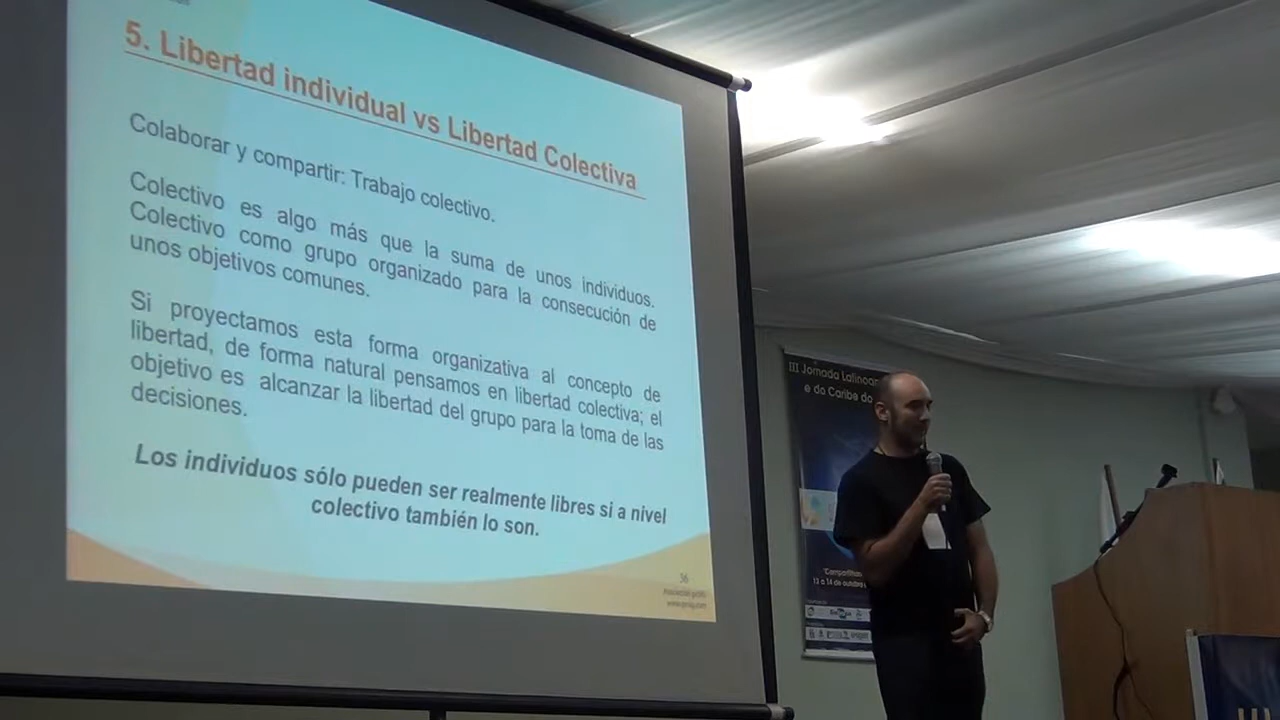 5. Libertad individual vs Libertad Colectiva
Colaborar y compartir: Trabajo colectivo.
Colectivo es algo más que la suma de unos individuos.
Colectivo como grupo organizado para la consecución de
unos objetivos comunes.
Si proyectamos esta forma organizativa al concepto de
libertad, de forma natural pensamos en libertad colectiva; el
objetivo es alcanzar la libertad del grupo para la toma de las
decisiones.
Los individuos sólo pueden ser realmente libres si a nivel
colectivo también lo son.
36
III Jornada
e do Caribe do
13 a 14 de outubro